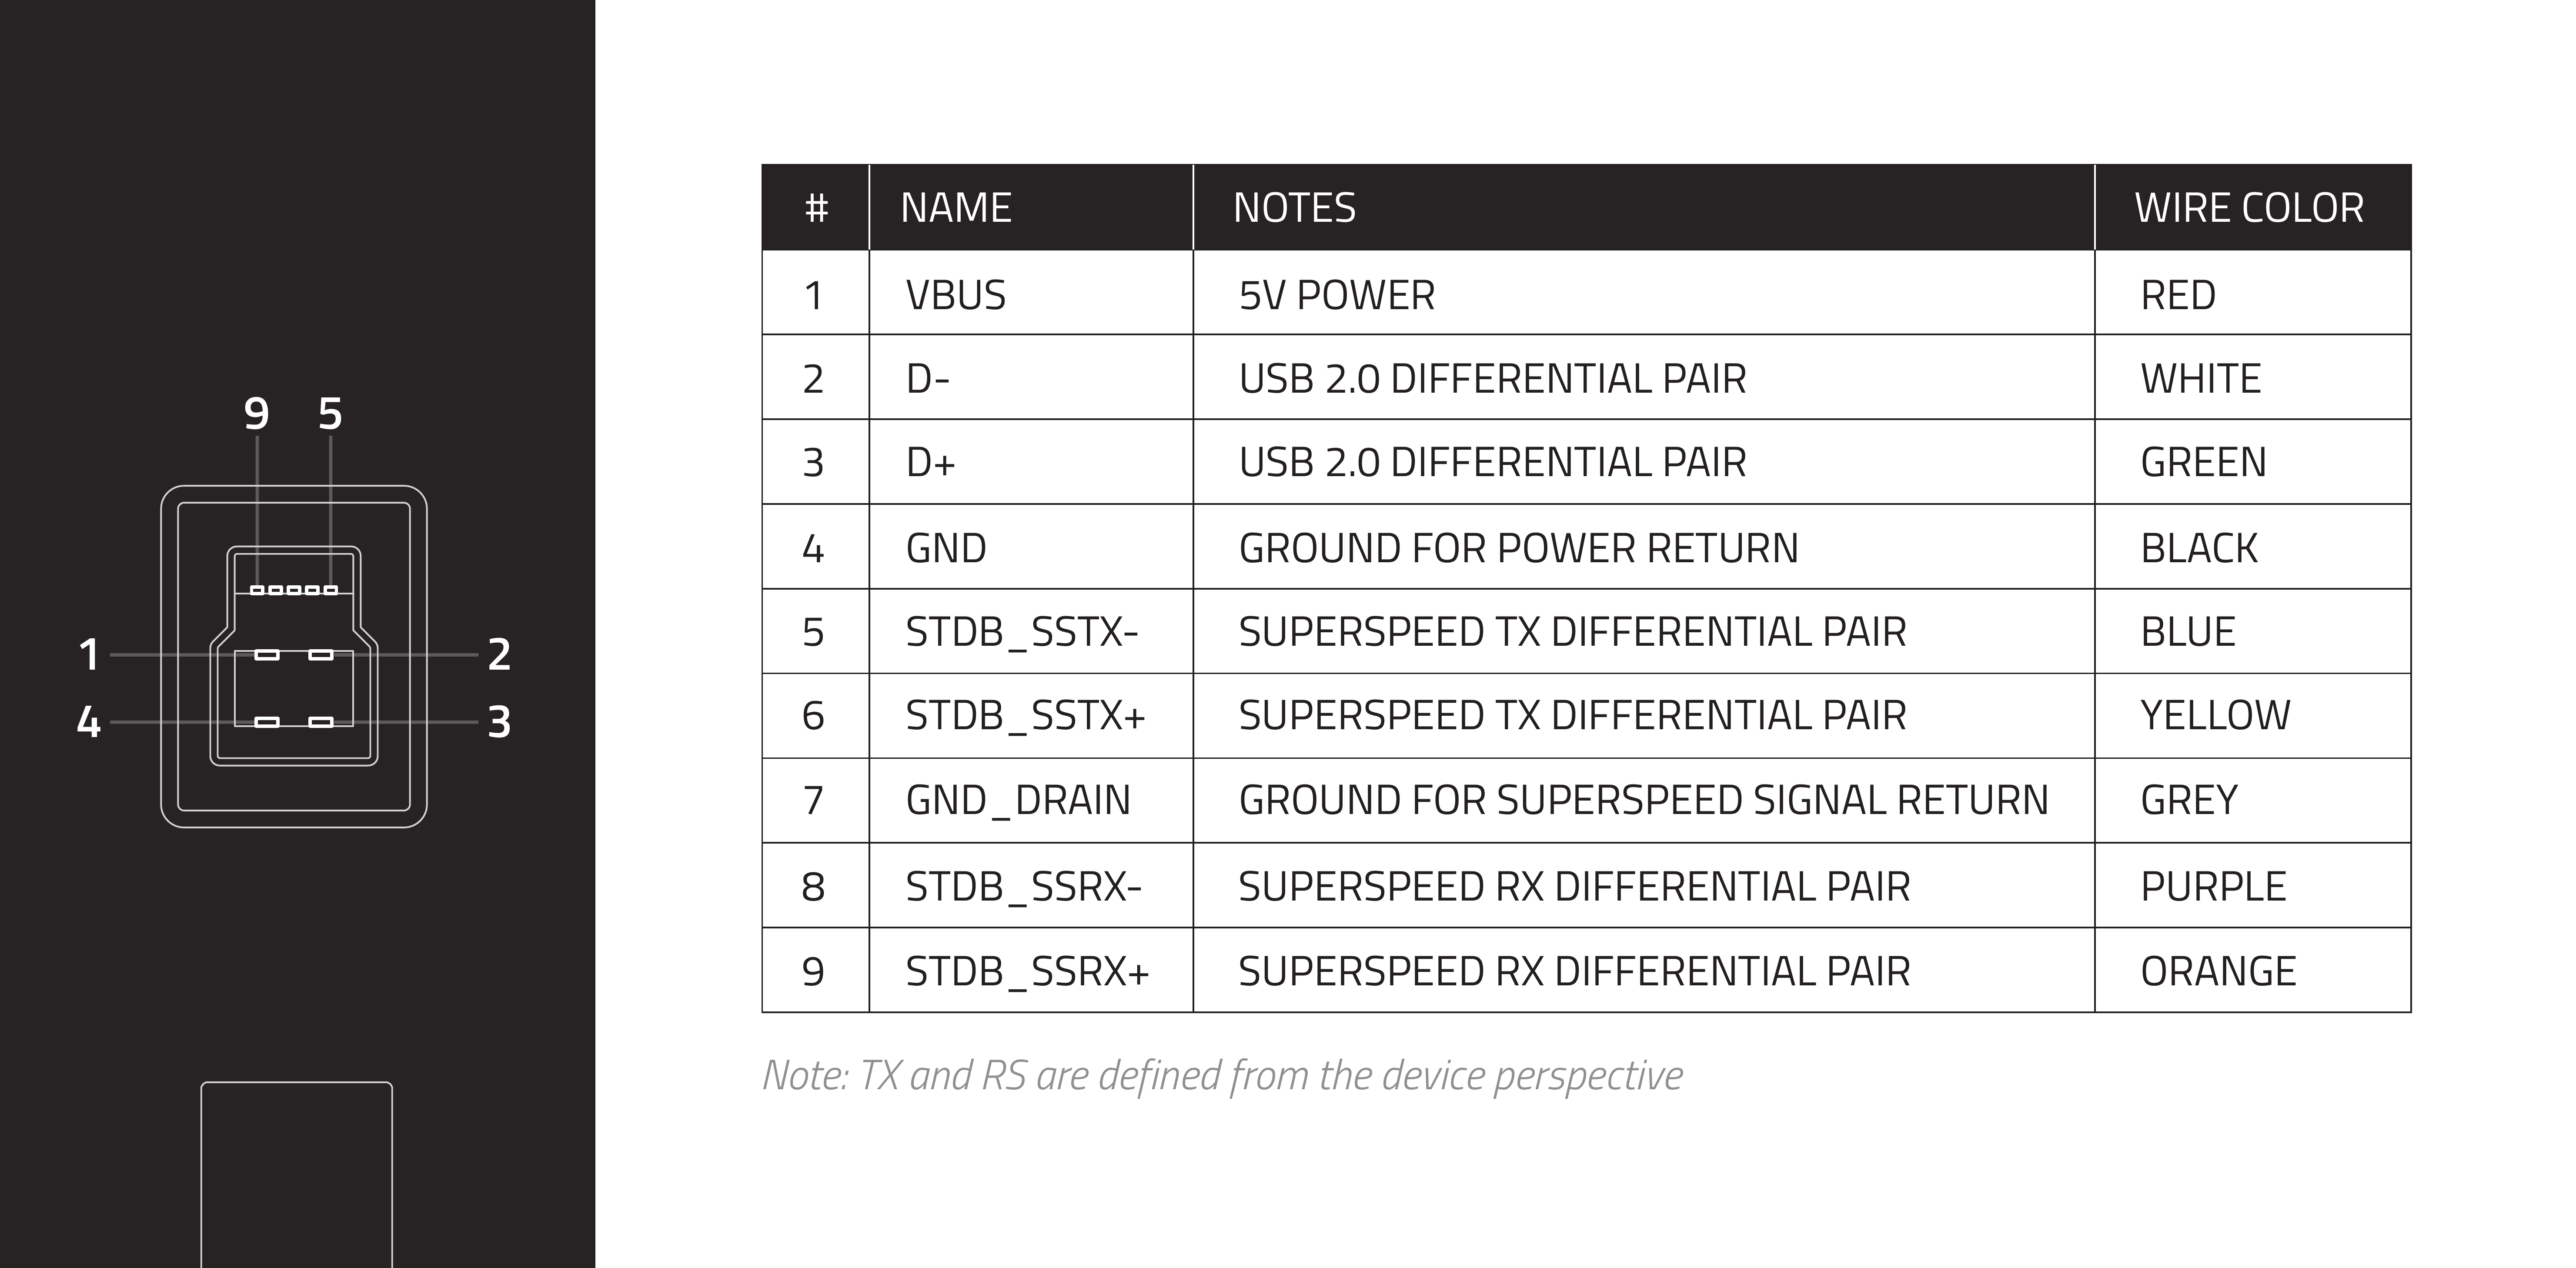 9 5
1 2
4 3
# NAME NOTES WIRE COLOR
1 VBUS 5V POWER RED
2 D- USB 2.0 DIFFERENTIAL PAIR WHITE
3 D+ USB 2.0 DIFFERENTIAL PAIR GREEN
4 GND GROUND FOR POWER RETURN BLACK
5 STDB_SSTX- SUPERSPEED TX DIFFERENTIAL PAIR BLUE
6 STDB_SSTX+ SUPERSPEED TX DIFFERENTIAL PAIR YELLOW
7 GND_DRAIN GROUND FOR SUPERSPEED SIGNAL RETURN GREY
8 STDB_SSRX- SUPERSPEED RX DIFFERENTIAL PAIR PURPLE
9 STDB_SSRX+ SUPERSPEED RX DIFFERENTIAL PAIR ORANGE
Note: TX and RS are defined from the device perspective